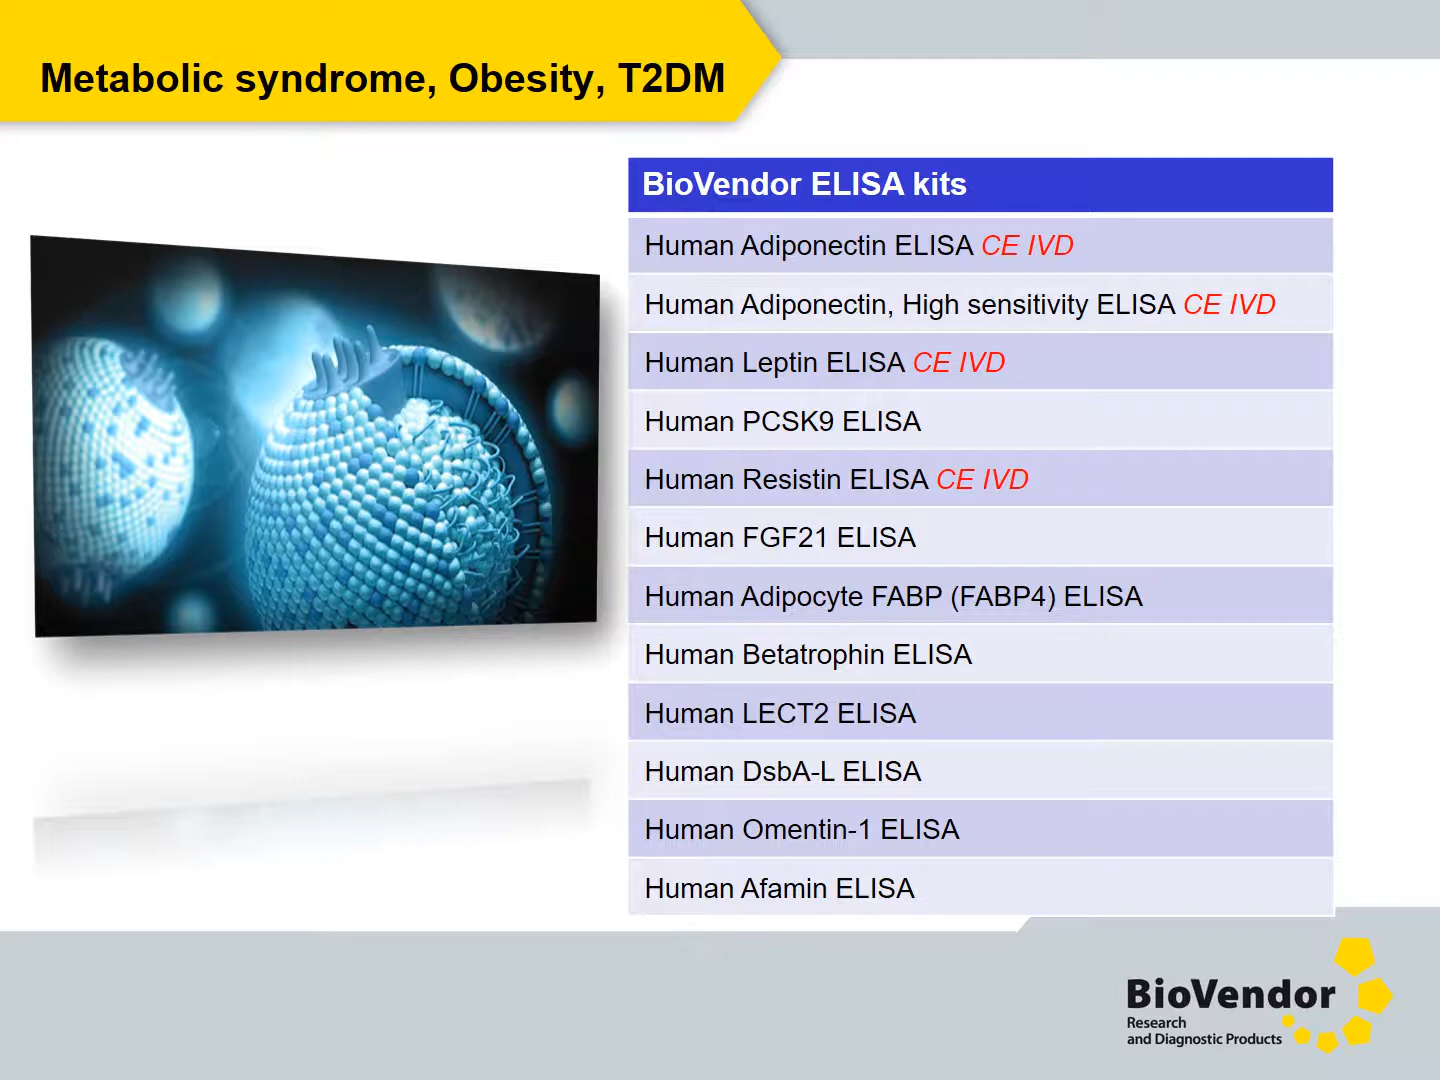 Metabolic syndrome, Obesity, T2DM
BioVendor ELISA kits
Human Adiponectin ELISA CE IVD
Human Adiponectin, High sensitivity ELISA CE IVD
Human Leptin ELISA CE IVD
Human PCSK9 ELISA
Human Resistin ELISA CE IVD
Human FGF21 ELISA
Human Adipocyte FABP (FABP4) ELISA
Human Betatrophin ELISA
Human LECT2 ELISA
Human DsbA-L ELISA
Human Omentin-1 ELISA
Human Afamin ELISA
BioVendor
Research
and Diagnostic Products